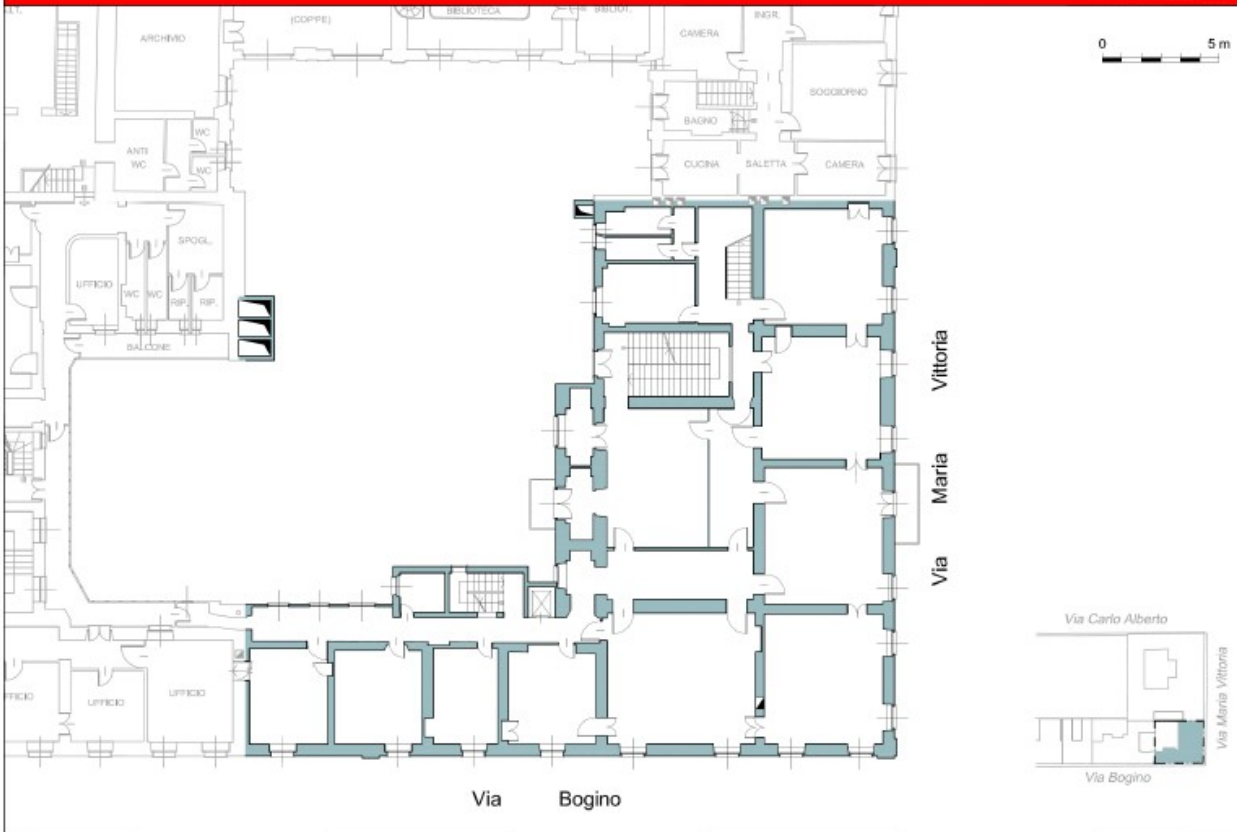 (COPPE)
BIBLIOTECA
BIBLIOT.
INGR.
ARCHIVIO
CAMERA
0 5 m
SOGGIORNO
BAGNO
WC
ANTI
WC
WC
CUCINA
SALETTA
CAMERA
SPOGL.
UFFICIO
WC
WC
RIP.
RIP.
BALCONE
Via Maria Vittoria
Via Carlo Alberto
Via Maria Vittoria
UFFICIO
UFFICIO
Via Bogino
Via Bogino